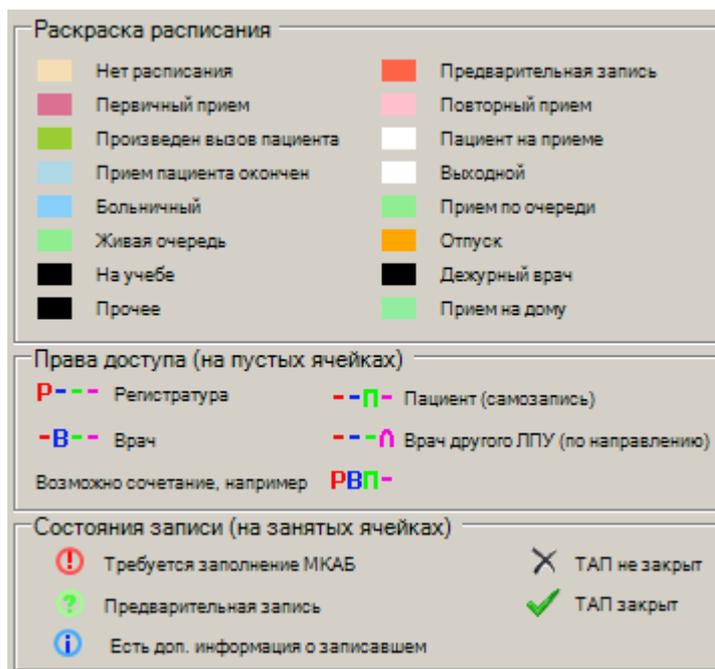 Раскраска расписания
Нет расписания Предварительная запись
Первичный прием Повторный прием
Произведен вызов пациента Пациент на приеме
Прием пациента окончен Выходной
Больничный Прием по очереди
Живая очередь Отпуск
На учебе Дежурный врач
Прочее Прием на дому
Права доступа (на пустых ячейках)
Р--- Регистратура --П- Пациент (самозапись)
-В-- Врач ---Л Врач другого ЛПУ (по направлению)
Возможно сочетание, например РВП-
Состояния записи (на занятых ячейках)
! Требуется заполнение МКАБ ТАП не закрыт
? Предварительная запись ТАП закрыт
i Есть доп. информация о записавшем